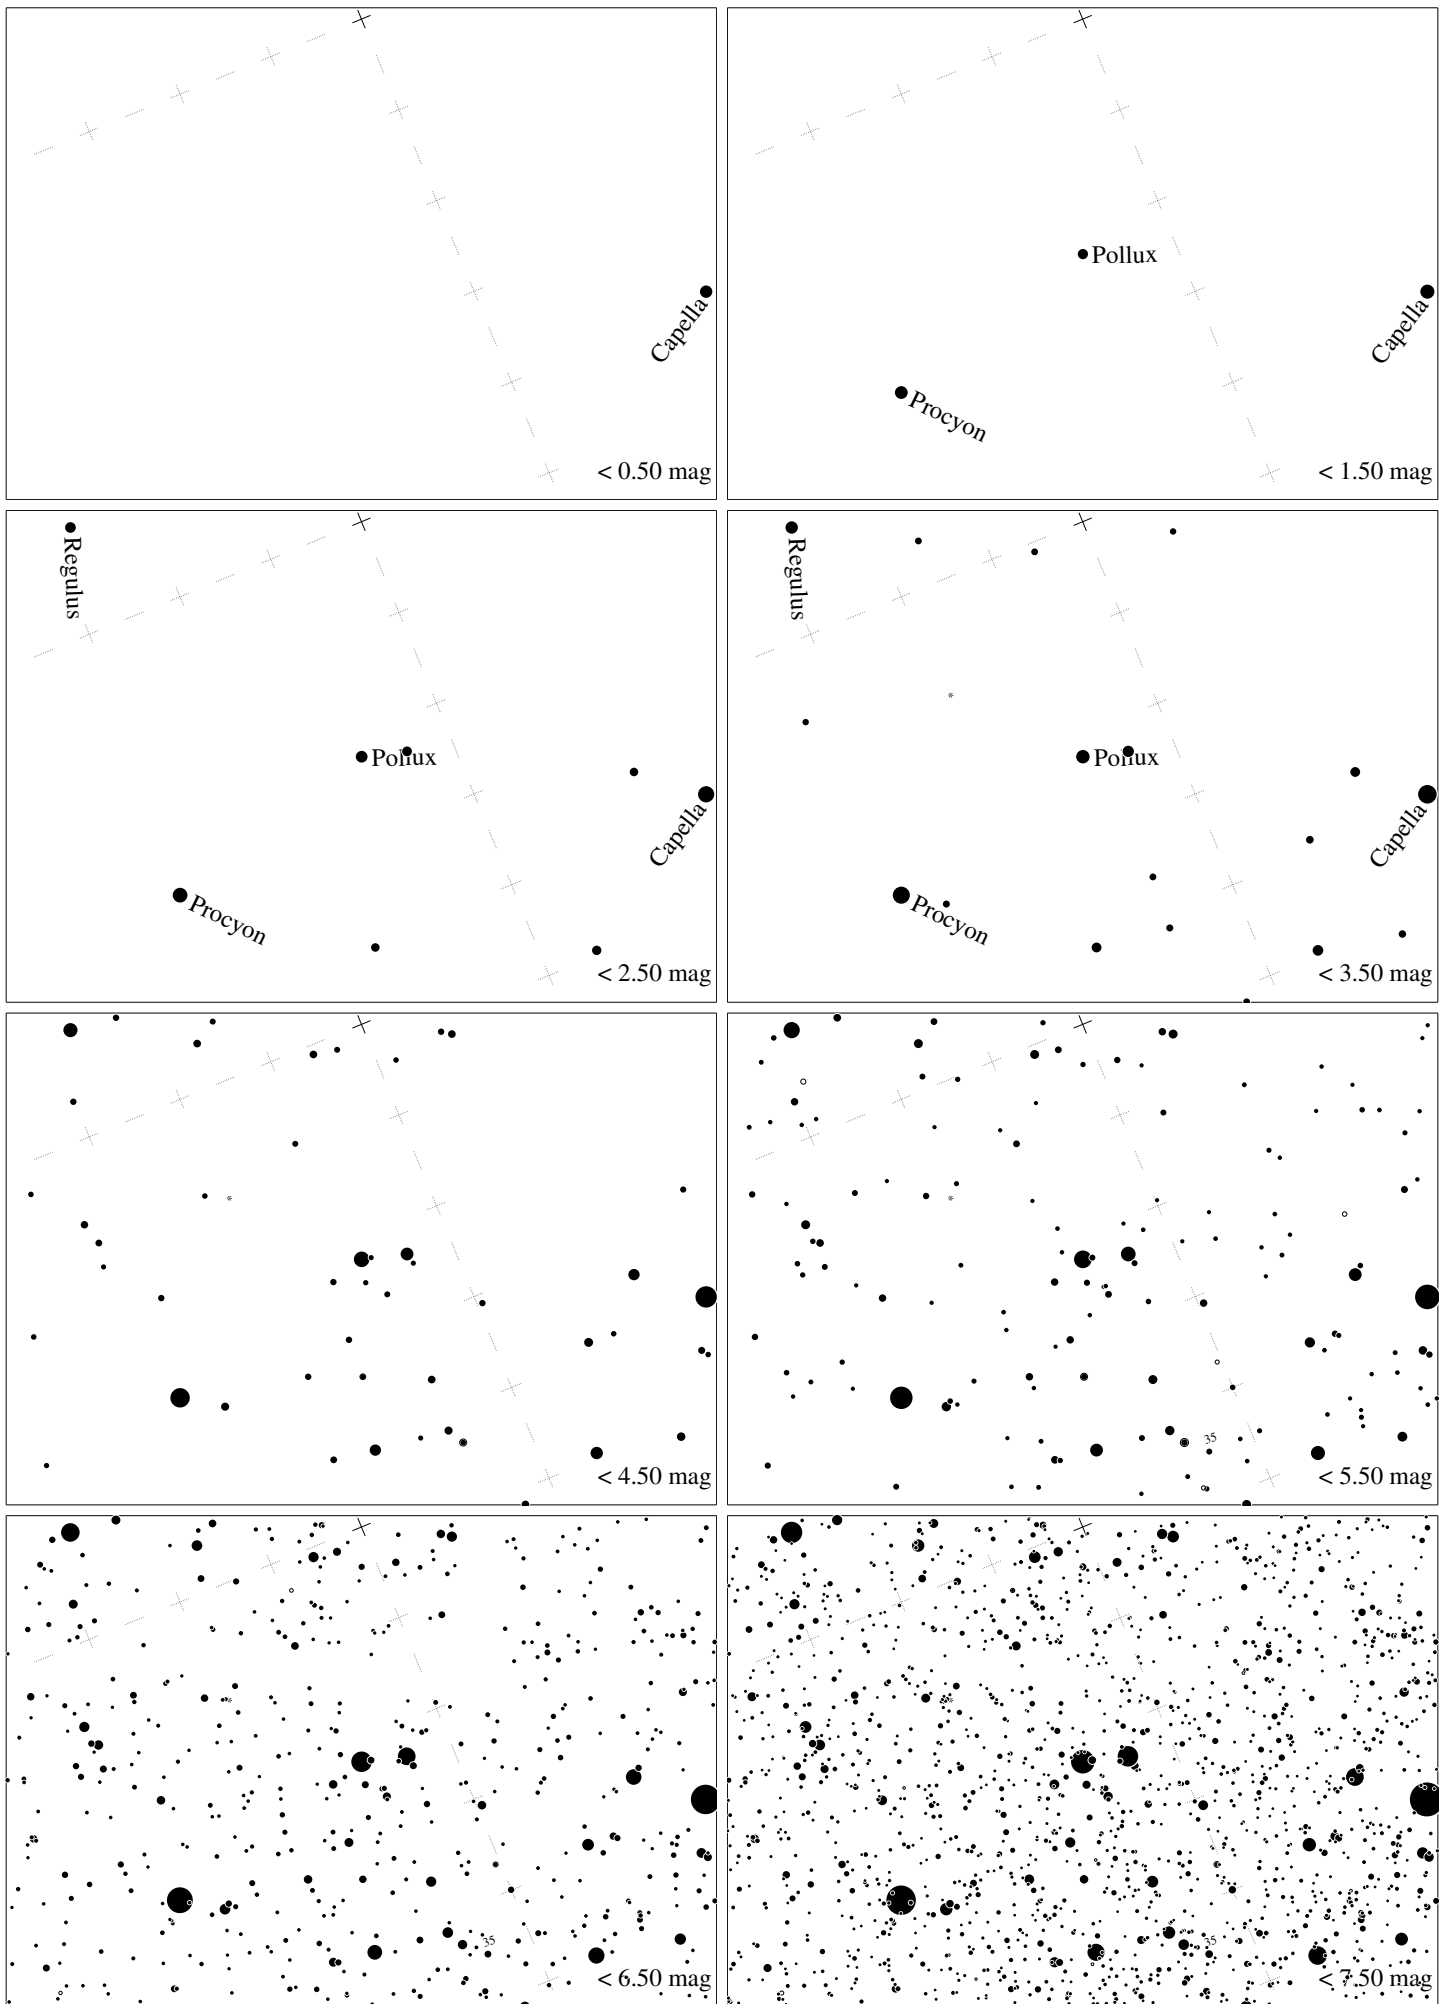 Capella
< 0.50 mag
Pollux
Capella
Procyon
< 1.50 mag
Regulus
Pollux
Capella
Procyon
< 2.50 mag
Regulus
Pollux
Capella
Procyon
< 3.50 mag
< 4.50 mag
35
< 5.50 mag
35
< 6.50 mag
35
< 7.50 mag